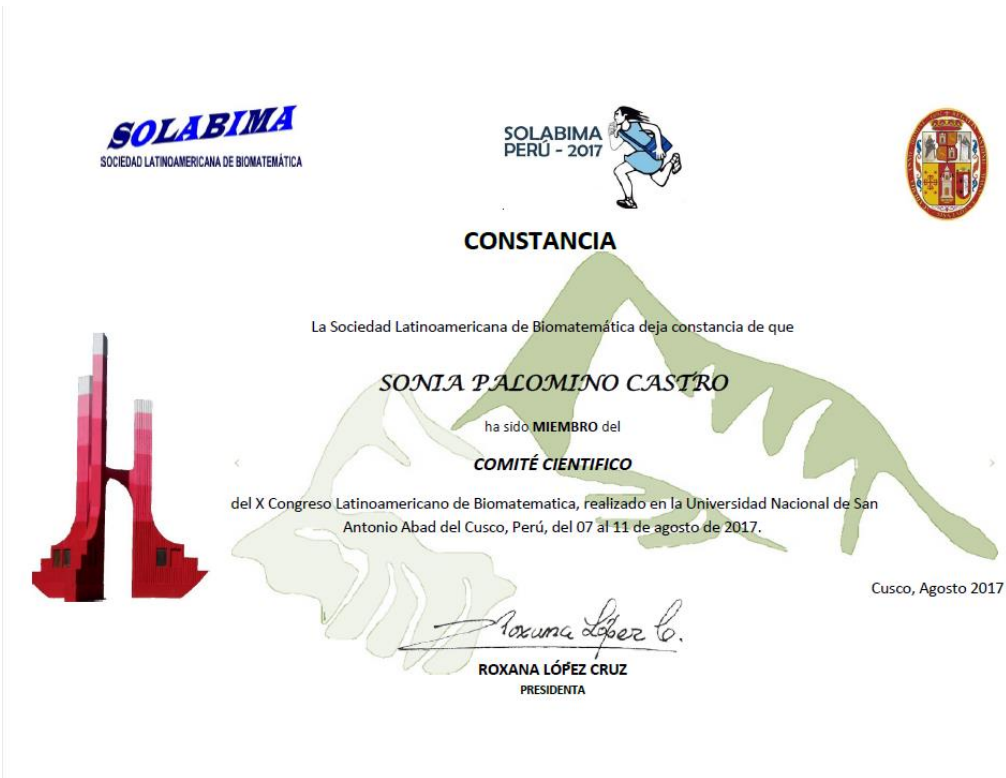 SOLABIMA
SOCIEDAD LATINOAMERICANA DE BIOMATEMÁTICA
SOLABIMA
PERÚ - 2017
CONSTANCIA
La Sociedad Latinoamericana de Biomatemática deja constancia de que
SONIA PALOMINO CASTRO
ha sido MIEMBRO del
COMITÉ CIENTIFICO
del X Congreso Latinoamericano de Biomatematica, realizado en la Universidad Nacional de San
Antonio Abad del Cusco, Perú, del 07 al 11 de agosto de 2017.
Cusco, Agosto 2017
Roxana López C.
ROXANA LÓPEZ CRUZ
PRESIDENTA